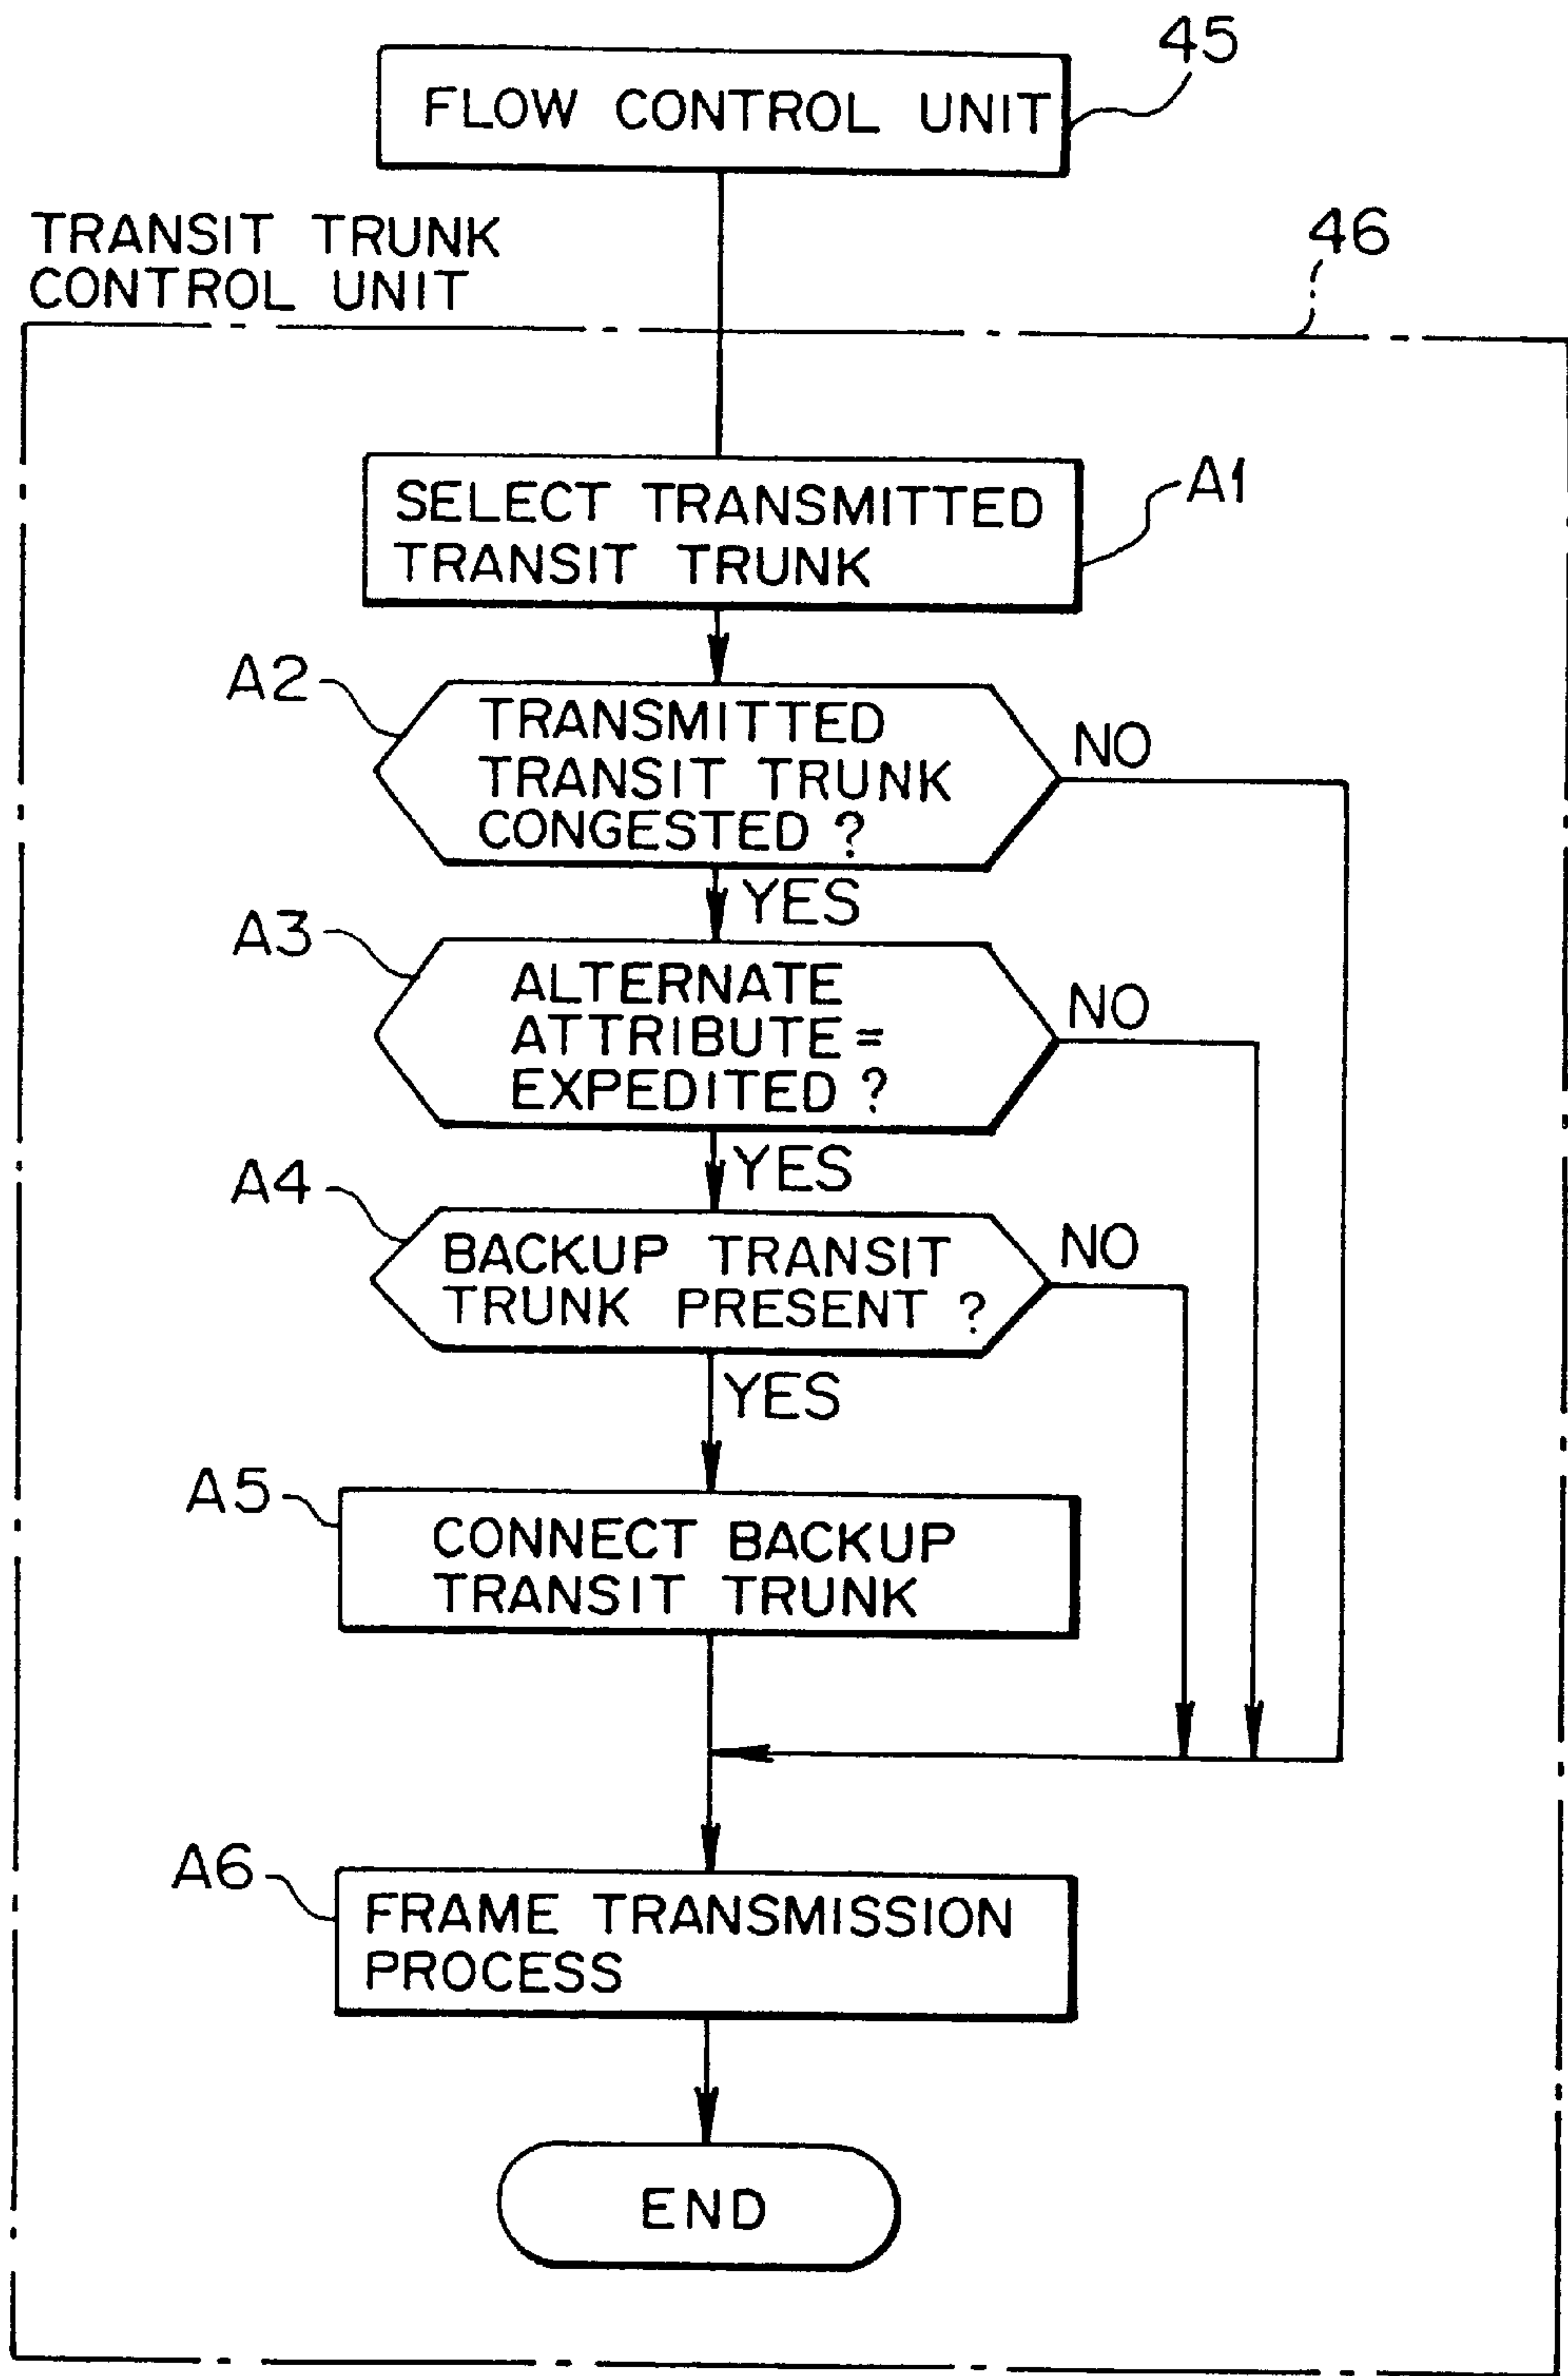 45
FLOW CONTROL UNIT
TRANSIT TRUNK
CONTROL UNIT
46
SELECT TRANSMITTED
TRANSIT TRUNK
A1
A2
TRANSMITTED
TRANSIT TRUNK
CONGESTED ?
NO
YES
A3
ALTERNATE
ATTRIBUTE =
EXPEDITED ?
NO
YES
A4
BACKUP TRANSIT
TRUNK PRESENT ?
NO
YES
A5
CONNECT BACKUP
TRANSIT TRUNK
A6
FRAME TRANSMISSION
PROCESS
END